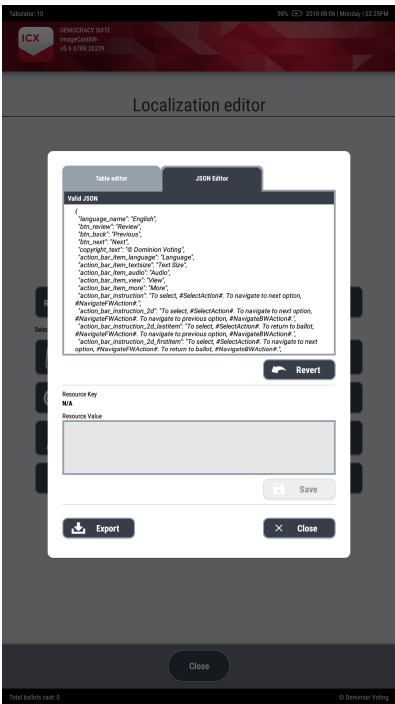 Tabulator: 10
98% 2018-08-06 | Monday | 02:25PM
ICX
DEMOCRACY SUITE
ImageCastX®
v5.9.6789.26209
Localization editor
Table editor
JSON Editor
Valid JSON
{
"language_name": "English",
"btn_review": "Review",
"btn_back": "Previous",
"btn_next": "Next",
"copyright_text": "© Dominion Voting",
"action_bar_item_language": "Language",
"action_bar_item_textsize": "Text Size",
"action_bar_item_audio": "Audio",
"action_bar_item_view": "View",
"action_bar_item_more": "More",
"action_bar_instruction": "To select, #SelectAction#. To navigate to next option,
#NavigateFWAction#.",
"action_bar_instruction_2d": "To select, #SelectAction#. To navigate to next option,
#NavigateFWAction#. To navigate to previous option, #NavigateBWAction#.",
"action_bar_instruction_2d_lastitem": "To select, #SelectAction#. To return to ballot,
#NavigateFWAction#. To navigate to previous option, #NavigateBWAction#.",
"action_bar_instruction_2d_firstitem": "To select, #SelectAction#. To navigate to next
option, #NavigateFWAction#. To return to ballot, #NavigateBWAction#.",
Revert
Resource Key
N/A
Resource Value
Save
Export
Close
Close
Total ballots cast: 0
© Dominion Voting